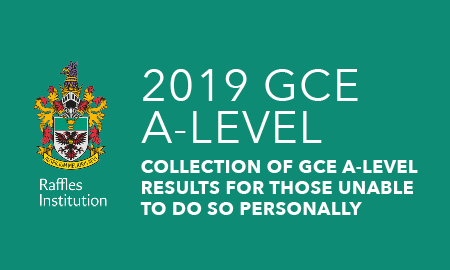 2019 GCE
A-LEVEL
COLLECTION OF GCE A-LEVEL
RESULTS FOR THOSE UNABLE
TO DO SO PERSONALLY
Raffles
Institution